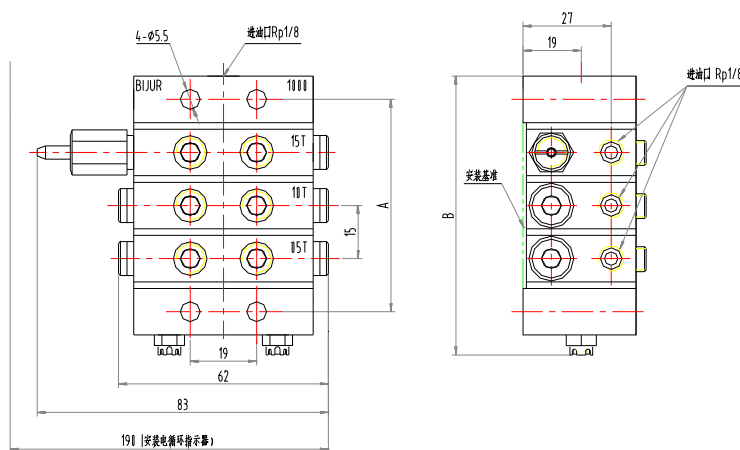 4-Ø5.5
进油口Rp1/8
BIJUR
1000
15T
10T
05T
15
A
19
62
83
190 (安装电循环指示器)
27
19
进油口 Rp1/8
安装基准
B